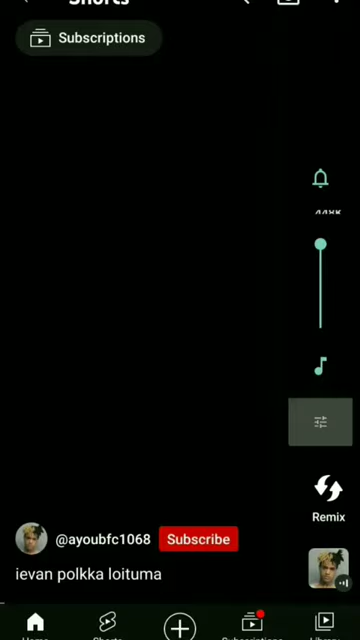 Shorts
Subscriptions
Remix
@ayoubfc1068 Subscribe
ievan polkka loituma